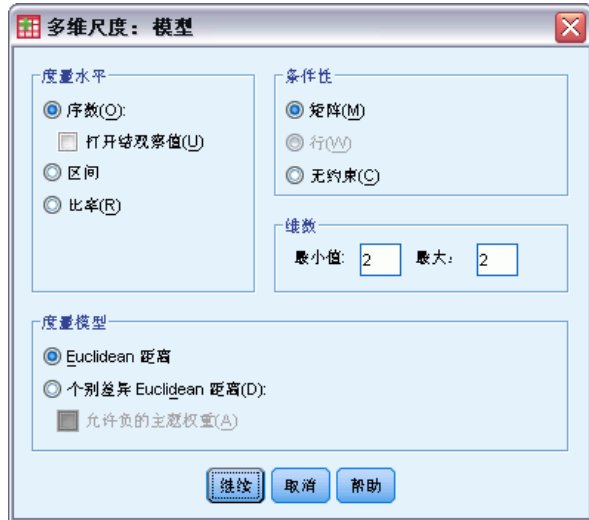 多维尺度：模型
度量水平
序数(O):
打开结观察值(U)
区间
比率(R)
条件性
矩阵(M)
行(W)
无约束(C)
维数
最小值: 2 最大: 2
度量模型
Euclidean 距离
个别差异 Euclidean 距离(D):
允许负的主题权重(A)
继续 取消 帮助